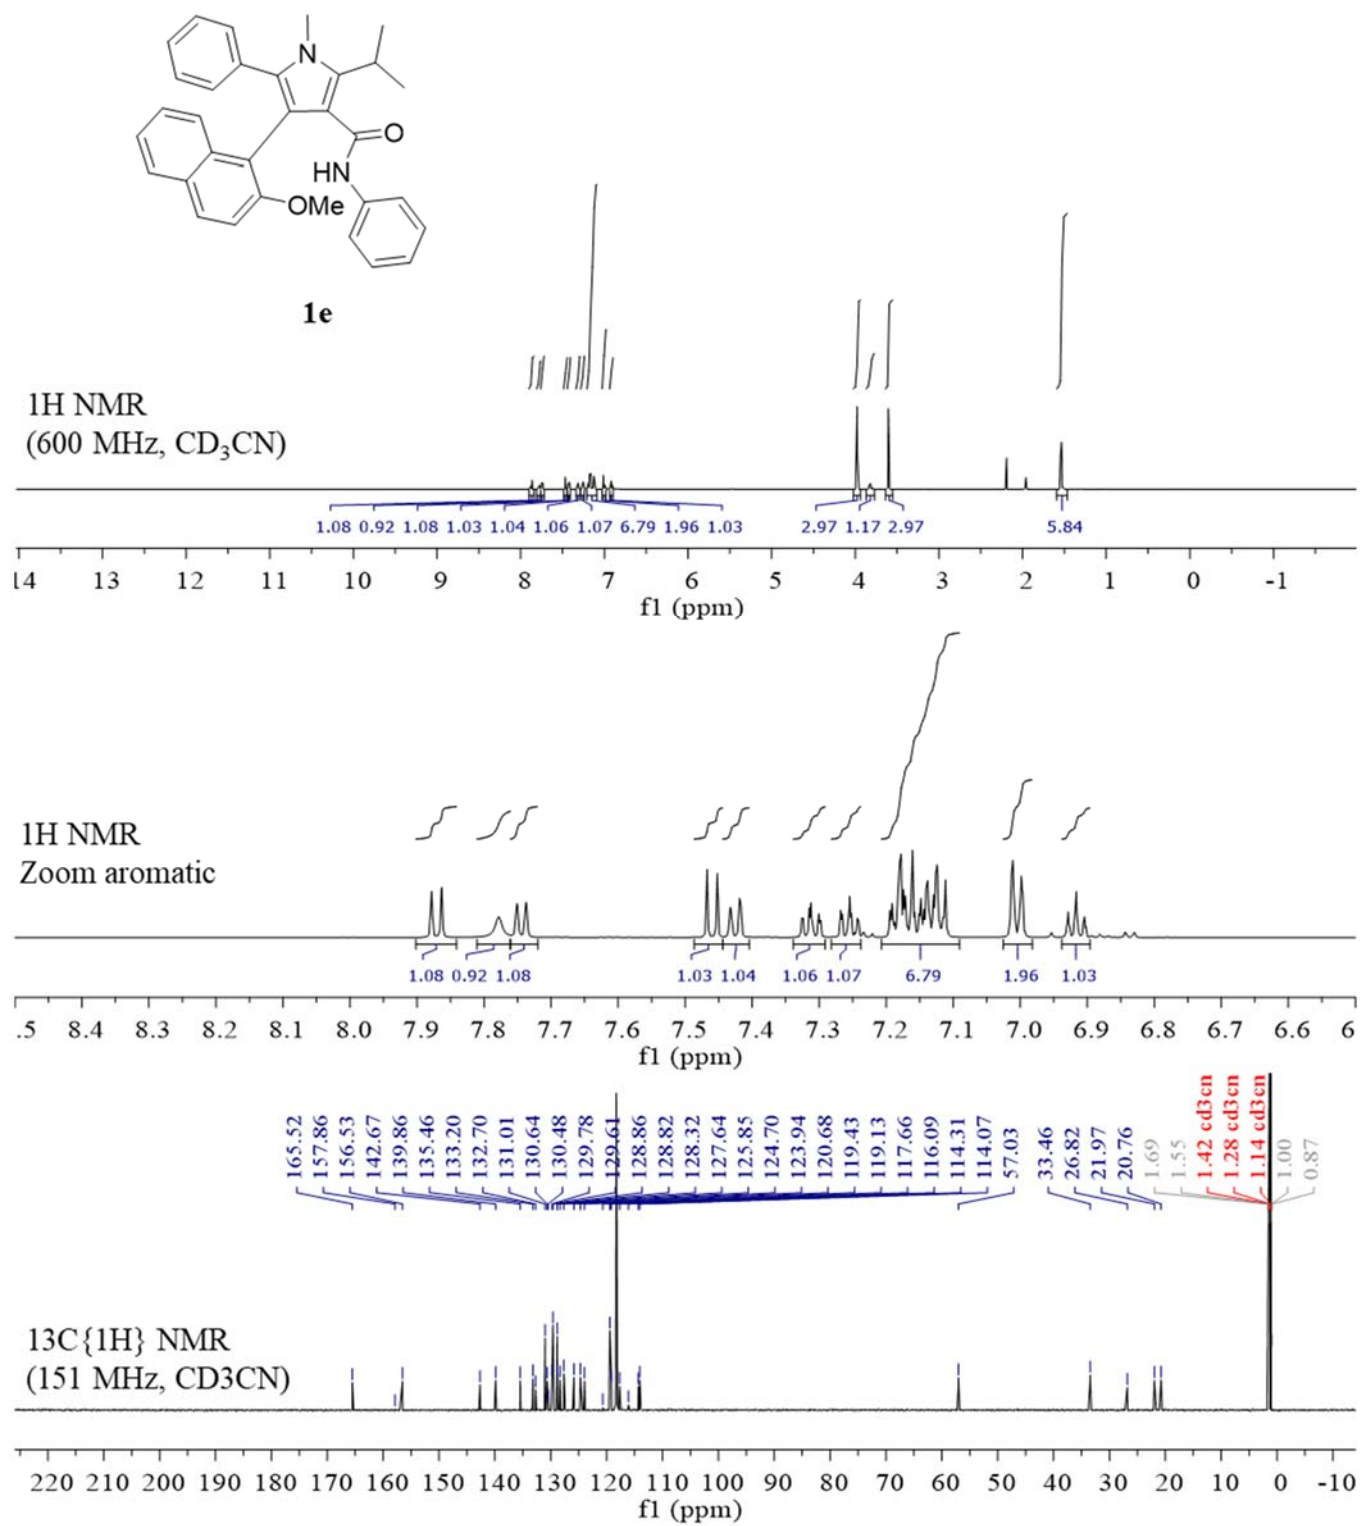 N
O
HN
OMe
1e
1H NMR
(600 MHz, CD₃CN)
1.08 0.92 1.08 1.03 1.04 1.06 1.07 6.79 1.96 1.03 2.97 1.17 2.97 5.84
14 13 12 11 10 9 8 7 6 5 4 3 2 1 0 -1
f1 (ppm)
1H NMR
Zoom aromatic
1.08 0.92 1.08 1.03 1.04 1.06 1.07 6.79 1.96 1.03
.5 8.4 8.3 8.2 8.1 8.0 7.9 7.8 7.7 7.6 7.5 7.4 7.3 7.2 7.1 7.0 6.9 6.8 6.7 6.6 6
f1 (ppm)
165.52
157.86
156.53
142.67
139.86
135.46
133.20
132.70
131.01
130.64
130.48
129.78
129.61
128.86
128.82
128.32
127.64
125.85
124.70
123.94
120.68
119.43
119.13
117.66
116.09
114.31
114.07
57.03
33.46
26.82
21.97
20.76
1.69
1.55
1.42 cd3cn
1.28 cd3cn
1.14 cd3cn
1.00
0.87
13C{1H} NMR
(151 MHz, CD3CN)
220 210 200 190 180 170 160 150 140 130 120 110 100 90 80 70 60 50 40 30 20 10 0 -10
f1 (ppm)